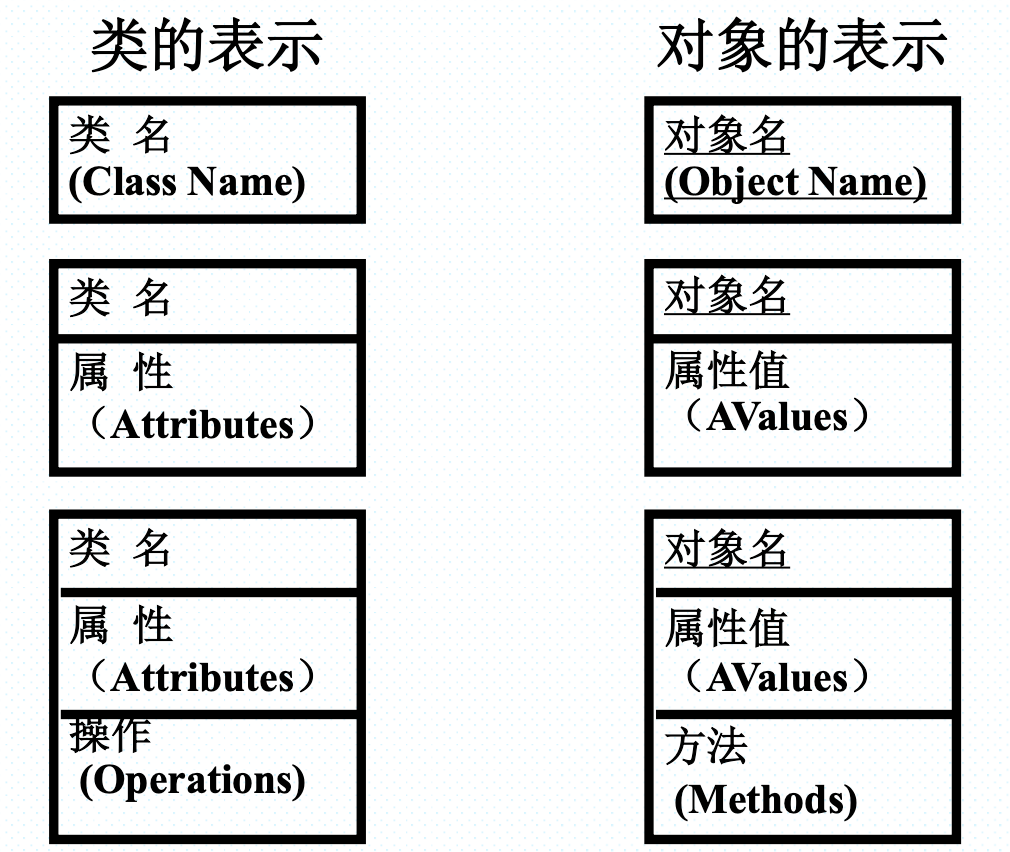 类的表示
类 名
(Class Name)
类 名
属 性
（Attributes）
类 名
属 性
（Attributes）
操作
(Operations)
对象的表示
对象名
(Object Name)
对象名
属性值
（AValues）
对象名
属性值
（AValues）
方法
(Methods)